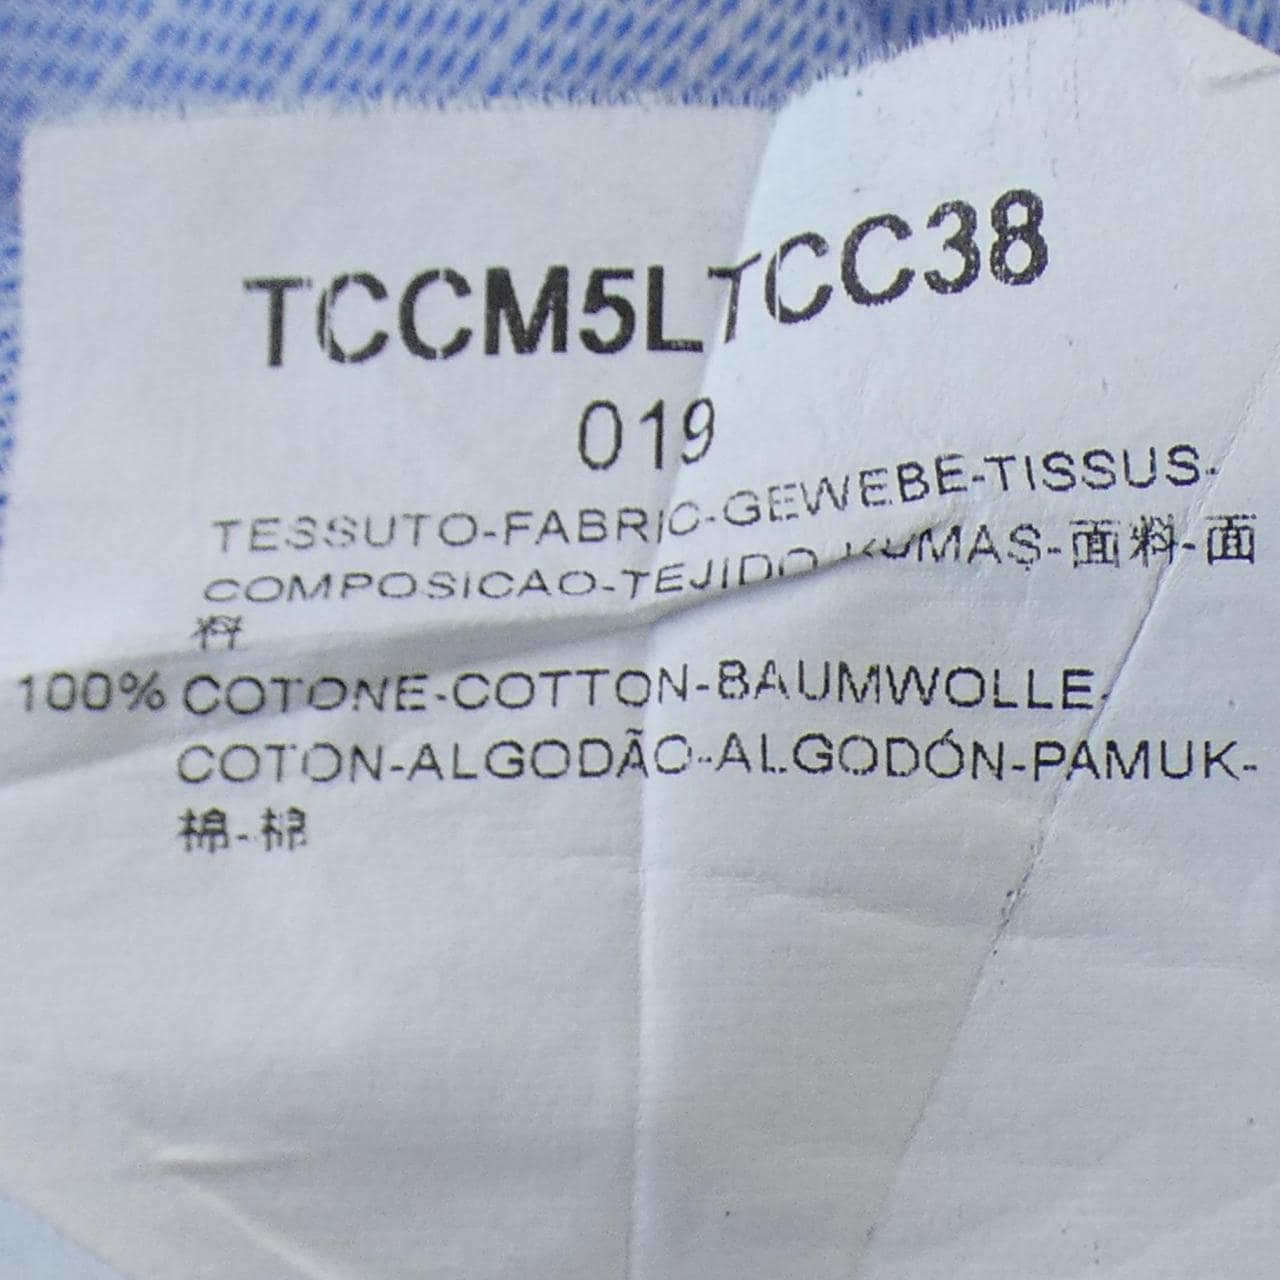 TCCM5LTCC38
019
TESSUTO-FABRIC-GEWEBE-TISSUS-
COMPOSICAO-TEJIDO-KUMAŞ-面料-面
料
100% COTONE-COTTON-BAUMWOLLE-
COTON-ALGODÃO-ALGODÓN-PAMUK-
棉-棉